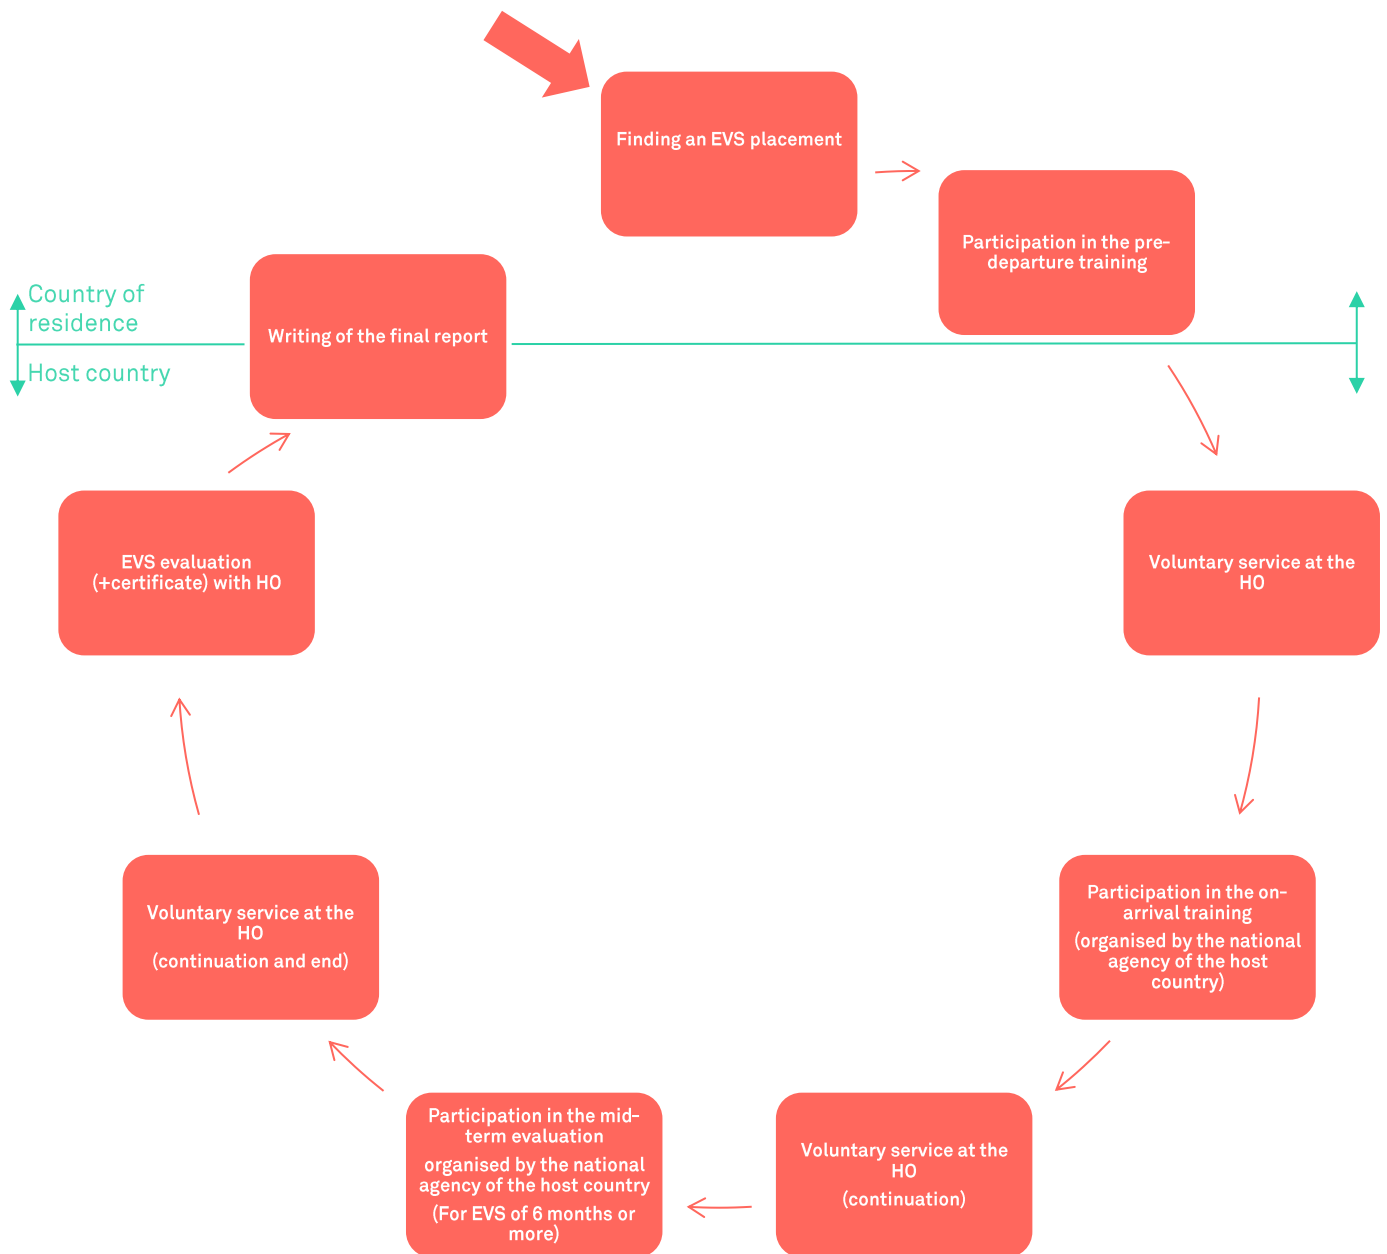 Finding an EVS placement
Participation in the pre-
departure training
Country of
residence
Host country
Writing of the final report
Voluntary service at the
HO
Participation in the on-
arrival training
(organised by the national
agency of the host
country)
Voluntary service at the
HO
(continuation)
Participation in the mid-
term evaluation
organised by the national
agency of the host country
(For EVS of 6 months or
more)
Voluntary service at the
HO
(continuation and end)
EVS evaluation
(+certificate) with HO